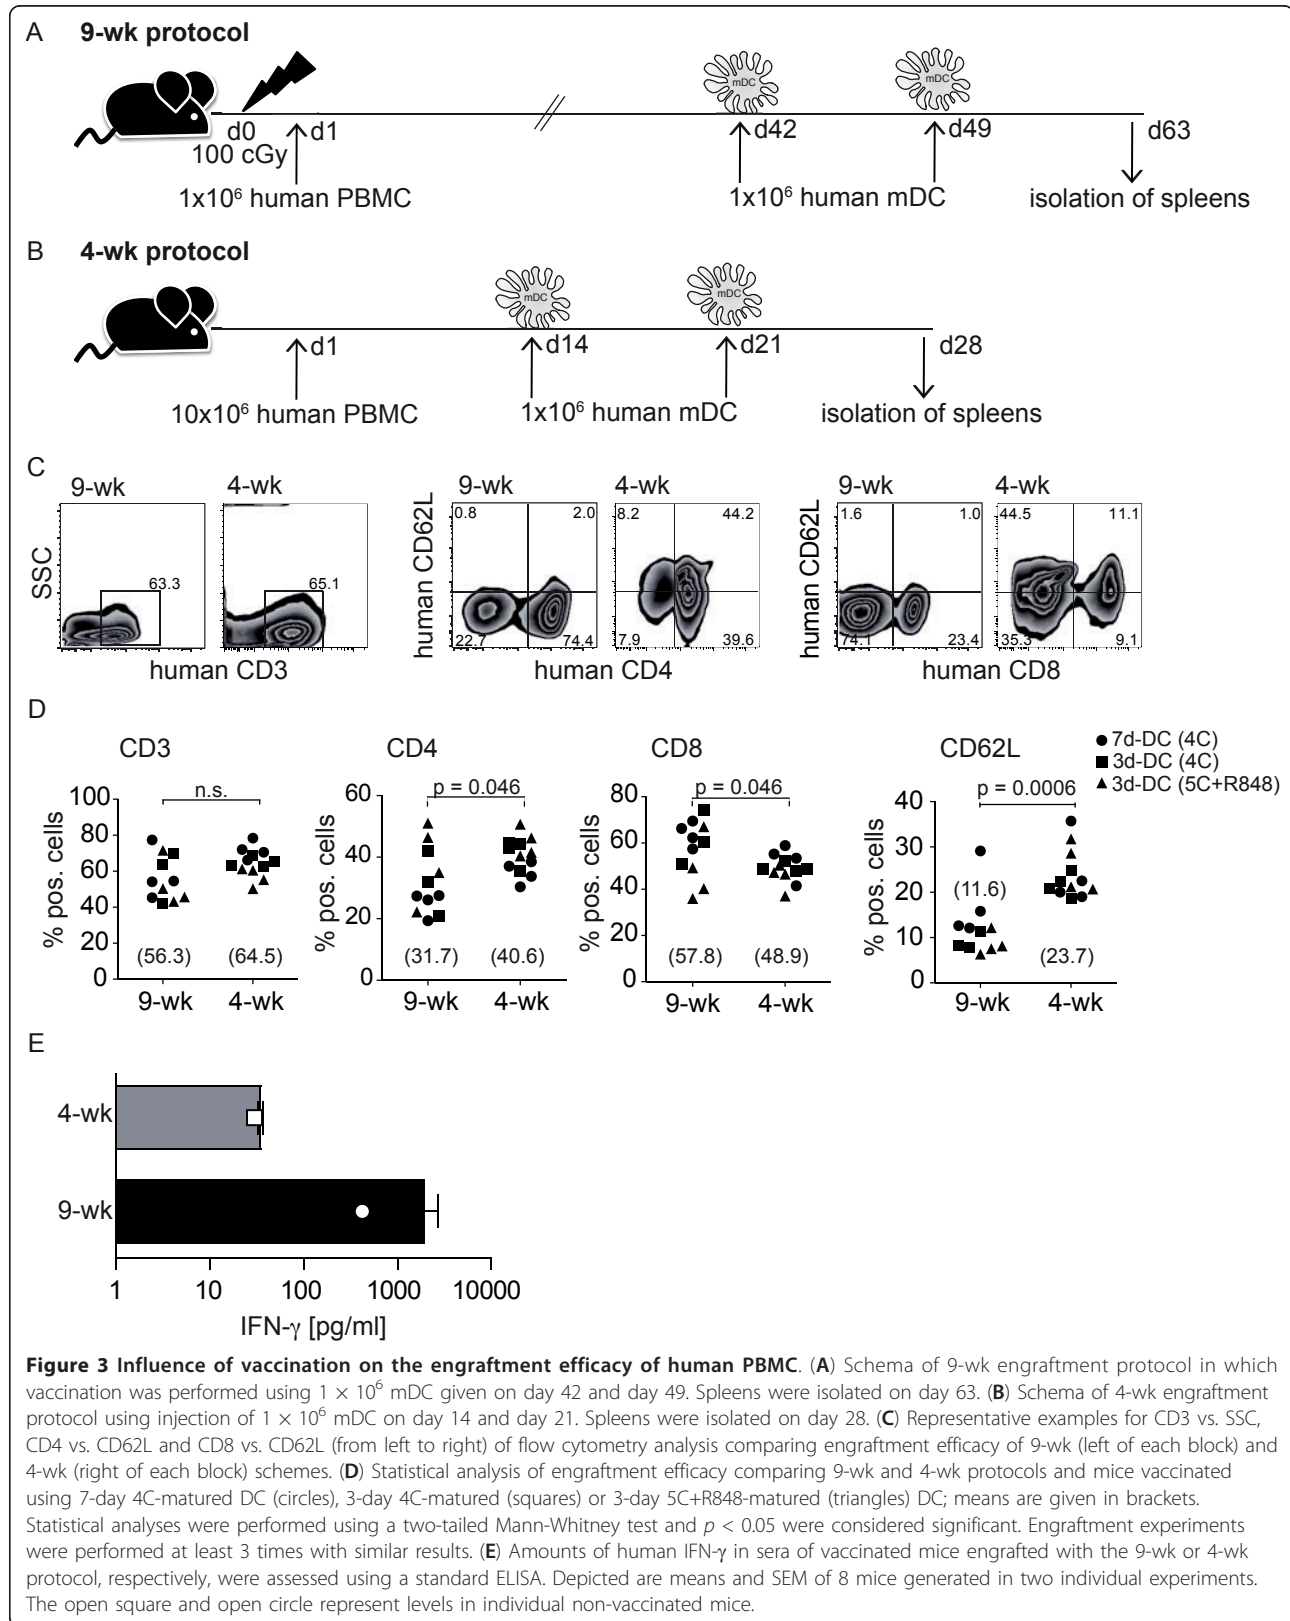 A 9-wk protocol
mDC
mDC
d0
d1
d42
d49
d63
100 cGy
1x10⁶ human PBMC
1x10⁶ human mDC
isolation of spleens
B 4-wk protocol
mDC
mDC
d1
d14
d21
d28
10x10⁶ human PBMC
1x10⁶ human mDC
isolation of spleens
C
9-wk
4-wk
SSC
63.3
65.1
human CD3
9-wk
4-wk
human CD62L
0.8
2.0
22.7
74.4
8.2
44.2
7.9
39.6
human CD4
9-wk
4-wk
human CD62L
1.6
1.0
74.1
23.4
44.5
11.1
35.3
9.1
human CD8
D
CD3
n.s.
% pos. cells
100
80
60
40
20
0
(56.3)
(64.5)
9-wk
4-wk
CD4
p = 0.046
% pos. cells
60
40
20
0
(31.7)
(40.6)
9-wk
4-wk
CD8
p = 0.046
% pos. cells
80
60
40
20
0
(57.8)
(48.9)
9-wk
4-wk
CD62L
p = 0.0006
% pos. cells
40
30
20
10
0
(11.6)
(23.7)
9-wk
4-wk
7d-DC (4C)
3d-DC (4C)
3d-DC (5C+R848)
E
4-wk
9-wk
1
10
100
1000
10000
IFN-γ [pg/ml]
Figure 3 Influence of vaccination on the engraftment efficacy of human PBMC. (A) Schema of 9-wk engraftment protocol in which
vaccination was performed using 1 × 10⁶ mDC given on day 42 and day 49. Spleens were isolated on day 63. (B) Schema of 4-wk engraftment
protocol using injection of 1 × 10⁶ mDC on day 14 and day 21. Spleens were isolated on day 28. (C) Representative examples for CD3 vs. SSC,
CD4 vs. CD62L and CD8 vs. CD62L (from left to right) of flow cytometry analysis comparing engraftment efficacy of 9-wk (left of each block) and
4-wk (right of each block) schemes. (D) Statistical analysis of engraftment efficacy comparing 9-wk and 4-wk protocols and mice vaccinated
using 7-day 4C-matured DC (circles), 3-day 4C-matured (squares) or 3-day 5C+R848-matured (triangles) DC; means are given in brackets.
Statistical analyses were performed using a two-tailed Mann-Whitney test and p < 0.05 were considered significant. Engraftment experiments
were performed at least 3 times with similar results. (E) Amounts of human IFN-γ in sera of vaccinated mice engrafted with the 9-wk or 4-wk
protocol, respectively, were assessed using a standard ELISA. Depicted are means and SEM of 8 mice generated in two individual experiments.
The open square and open circle represent levels in individual non-vaccinated mice.